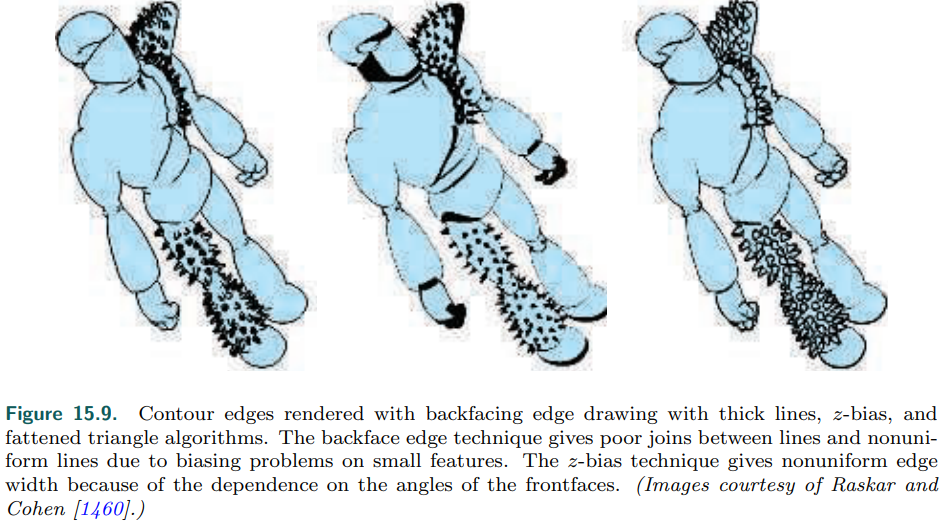 Figure 15.9. Contour edges rendered with backfacing edge drawing with thick lines, z-bias, and
fattened triangle algorithms. The backface edge technique gives poor joins between lines and nonuni-
form lines due to biasing problems on small features. The z-bias technique gives nonuniform edge
width because of the dependence on the angles of the frontfaces. (Images courtesy of Raskar and
Cohen [1460].)